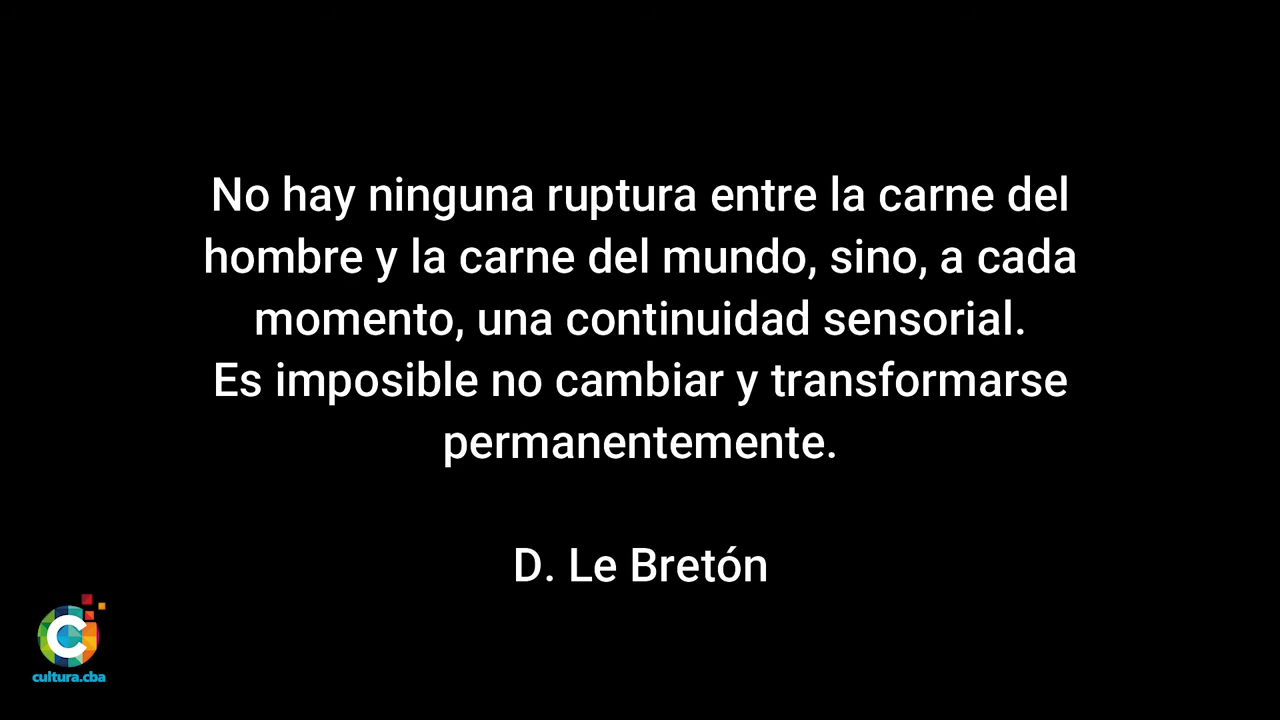 No hay ninguna ruptura entre la carne del
hombre y la carne del mundo, sino, a cada
momento, una continuidad sensorial.
Es imposible no cambiar y transformarse
permanentemente.
D. Le Bretón
C
cultura.cba